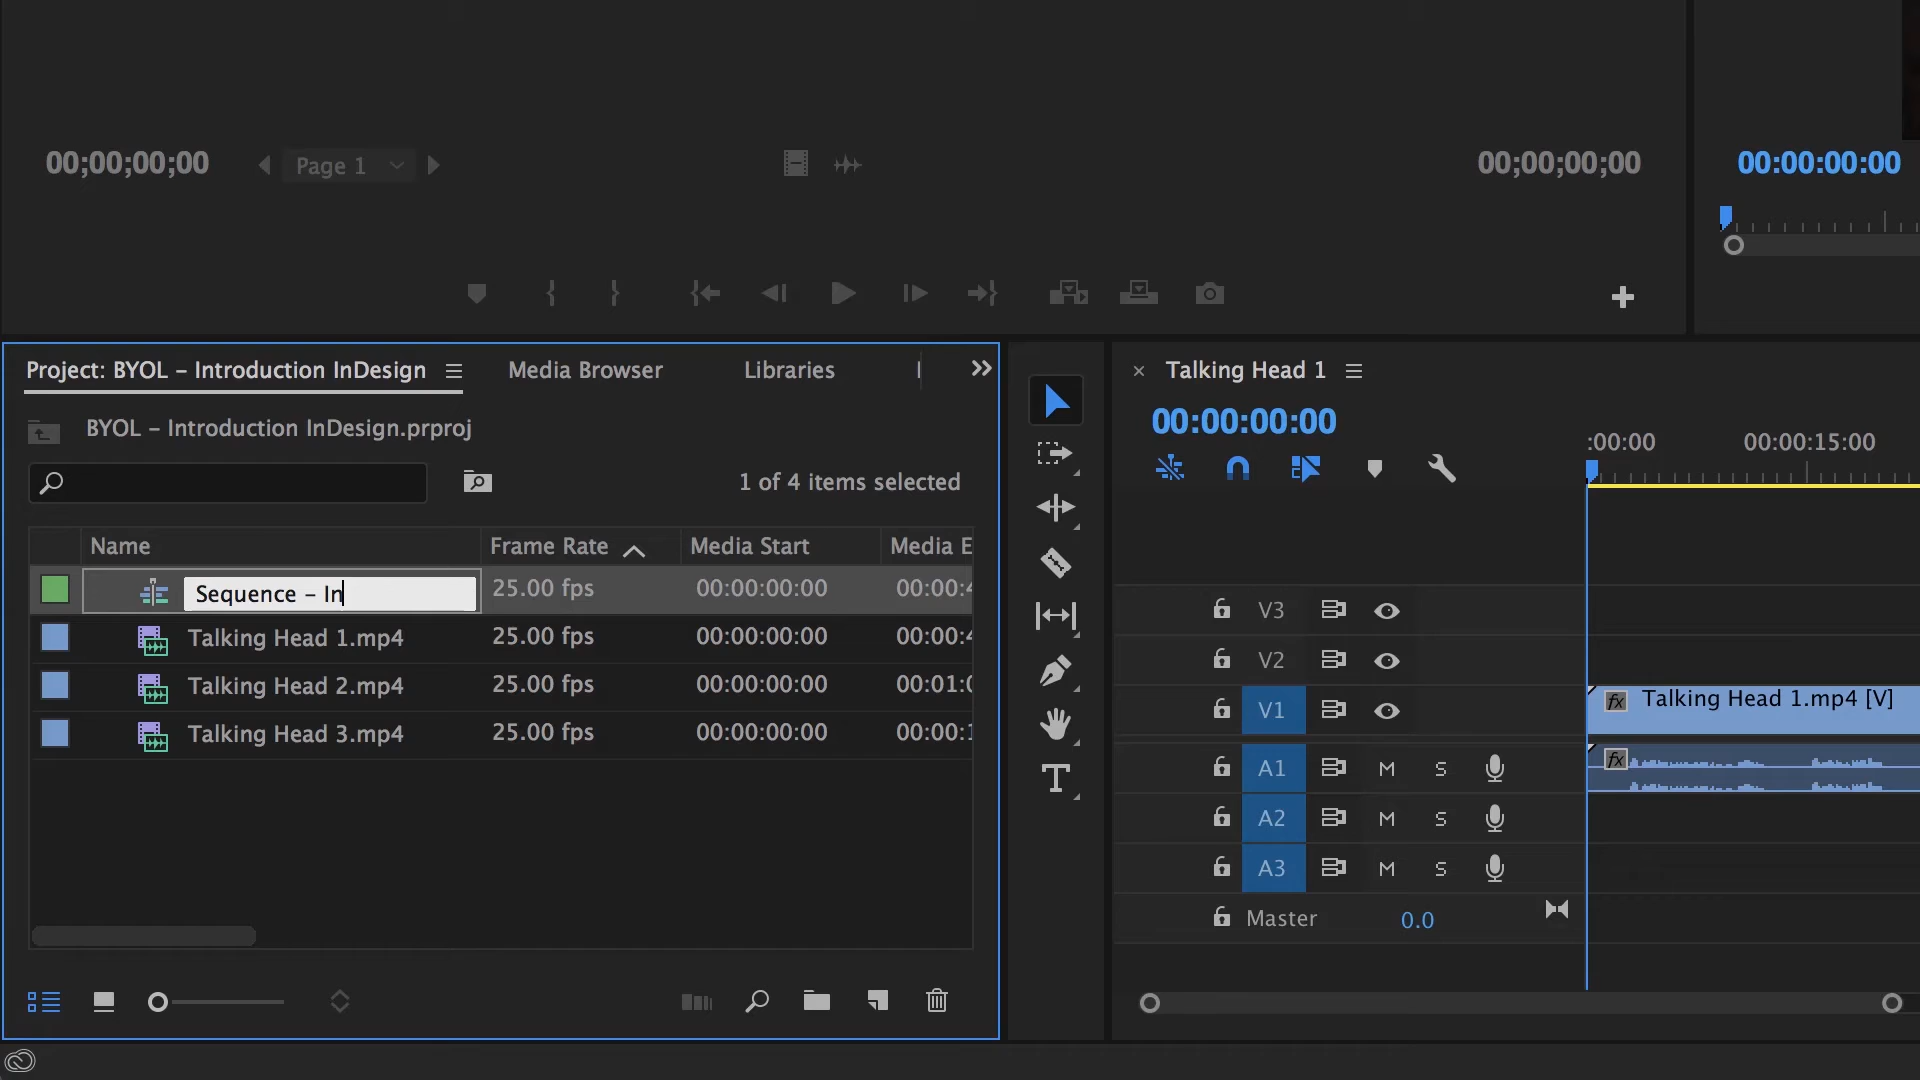 00;00;00;00
Page 1
00;00;00;00
00:00:00:00
Project: BYOL – Introduction InDesign
Media Browser
Libraries
BYOL – Introduction InDesign.prproj
1 of 4 items selected
Name
Frame Rate
Media Start
Media E
Sequence – In
25.00 fps
00:00:00:00
00:00:4
Talking Head 1.mp4
25.00 fps
00:00:00:00
00:00:4
Talking Head 2.mp4
25.00 fps
00:00:00:00
00:01:0
Talking Head 3.mp4
25.00 fps
00:00:00:00
00:00:1
Talking Head 1
00:00:00:00
:00:00
00:00:15:00
V3
V2
V1
fx Talking Head 1.mp4 [V]
A1 M S
fx
A2 M S
A3 M S
Master 0.0
T